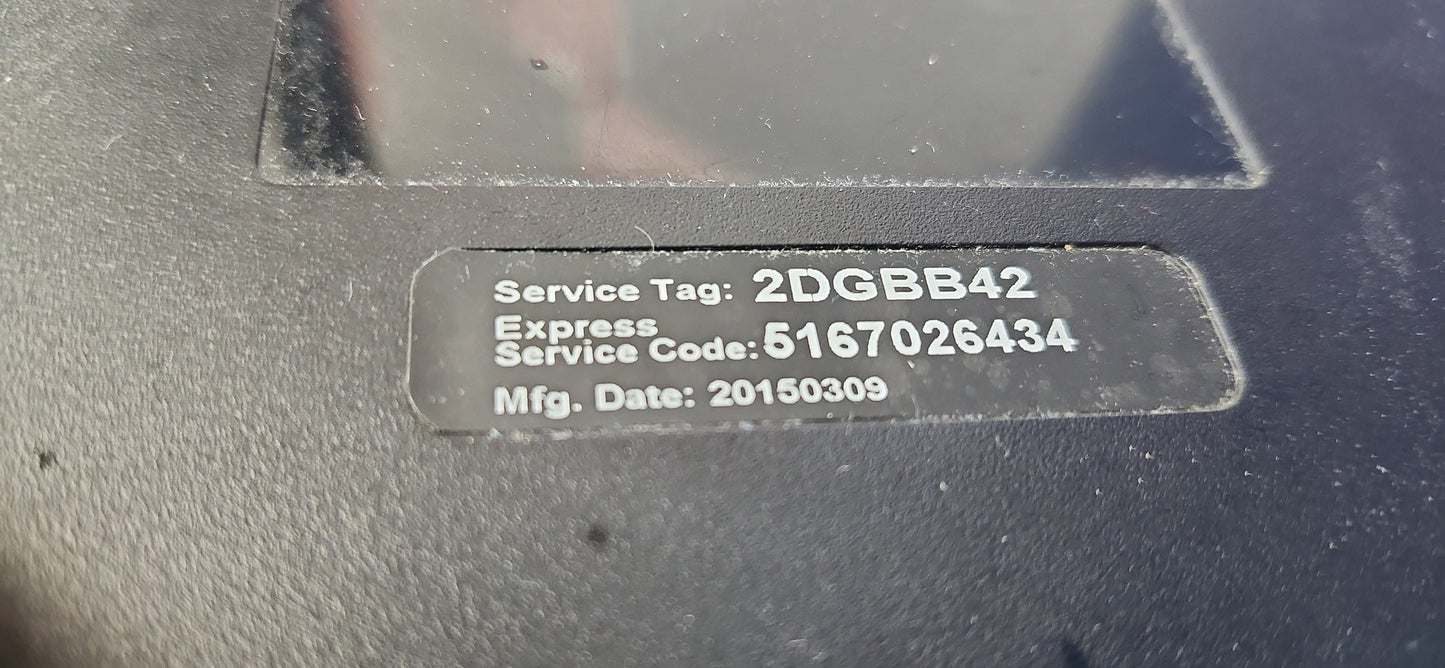 Service Tag: 2DGBB42
Express
Service Code: 5167026434
Mfg. Date: 20150309